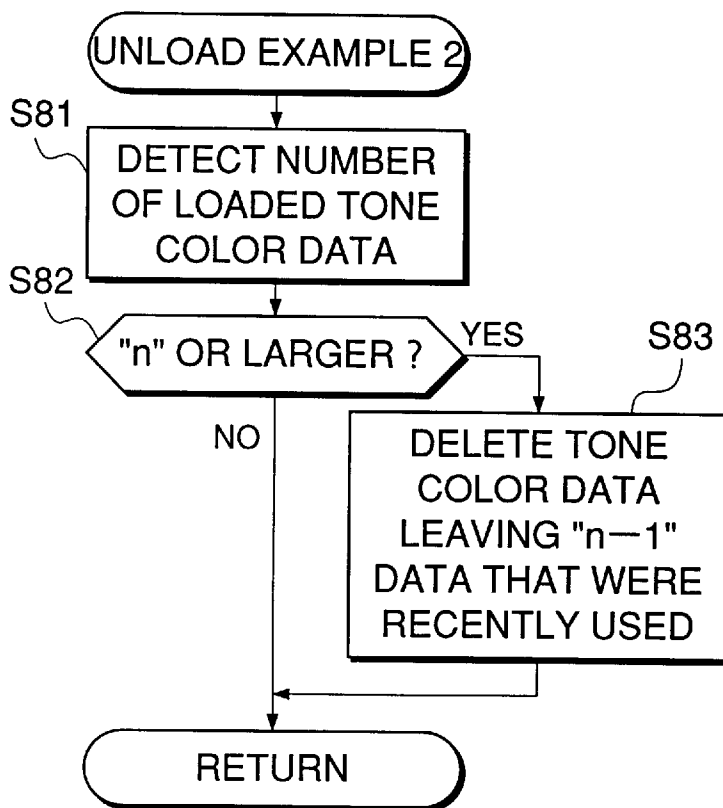 UNLOAD EXAMPLE 2
S81
DETECT NUMBER
OF LOADED TONE
COLOR DATA
S82
"n" OR LARGER ?
YES
NO
S83
DELETE TONE
COLOR DATA
LEAVING "n—1"
DATA THAT WERE
RECENTLY USED
RETURN